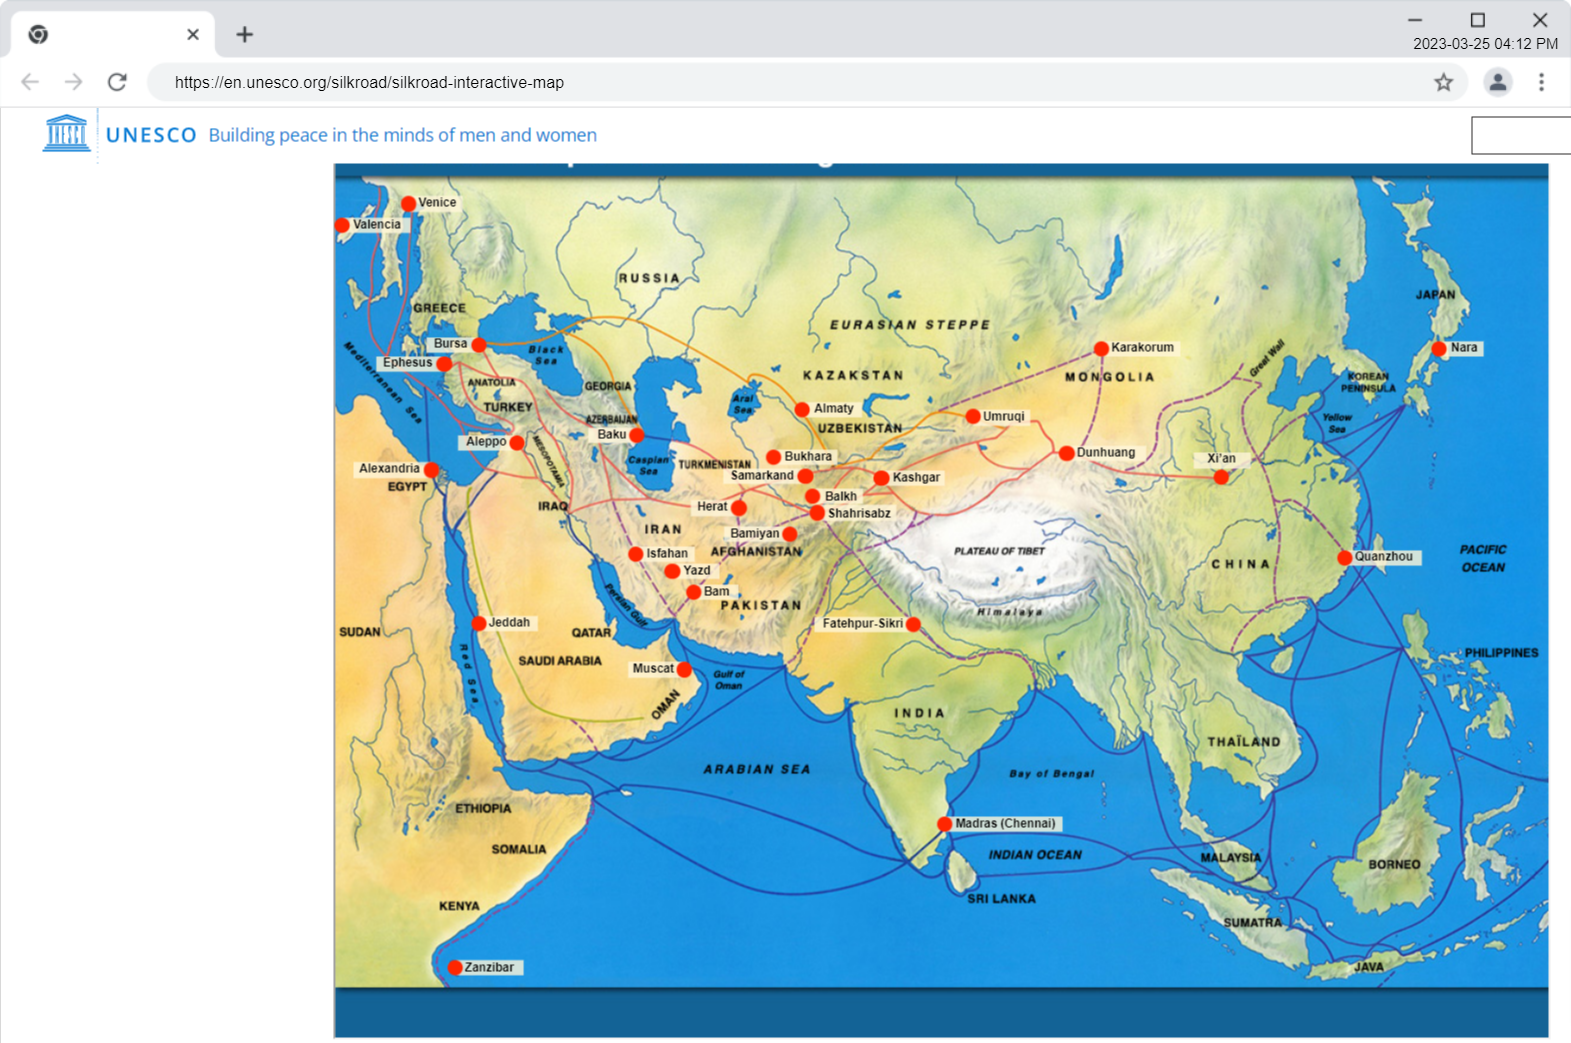 2023-03-25 04:12 PM
https://en.unesco.org/silkroad/silkroad-interactive-map
UNESCO Building peace in the minds of men and women
Venice
Valencia
RUSSIA
GREECE
JAPAN
EURASIAN STEPPE
Bursa
Black
Sea
Karakorum
Nara
Great Wall
Ephesus
Mediterranean Sea
ANATOLIA
GEORGIA
KAZAKSTAN
MONGOLIA
KOREAN
PENINSULA
TURKEY
Aral
Sea
Almaty
Umruqi
AZERBAIJAN
UZBEKISTAN
Yellow
Sea
Baku
Aleppo
MESOPOTAMIA
Bukhara
Dunhuang
Xi'an
Caspian
Sea
TURKMENISTAN
Alexandria
EGYPT
Samarkand
Kashgar
Balkh
IRAQ
Herat
Shahrisabz
IRAN
Bamiyan
AFGHANISTAN
PLATEAU OF TIBET
Isfahan
Yazd
CHINA
Quanzhou
PACIFIC
OCEAN
Bam
Persian Gulf
PAKISTAN
Himalaya
Jeddah
Fatehpur-Sikri
SUDAN
QATAR
Red Sea
SAUDI ARABIA
Muscat
Gulf of
Oman
PHILIPPINES
OMAN
INDIA
THAÏLAND
ARABIAN SEA
Bay of Bengal
ETHIOPIA
Madras (Chennai)
SOMALIA
INDIAN OCEAN
MALAYSIA
BORNEO
SRI LANKA
KENYA
SUMATRA
Zanzibar
JAVA